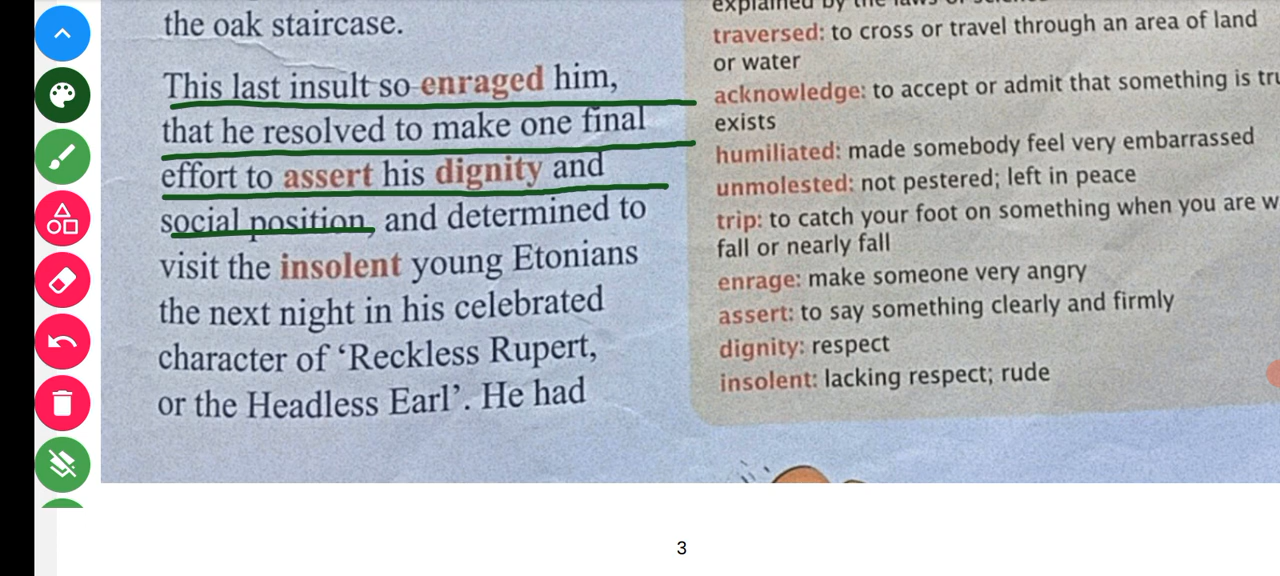 the oak staircase.
This last insult so enraged him,
that he resolved to make one final
effort to assert his dignity and
social position, and determined to
visit the insolent young Etonians
the next night in his celebrated
character of ‘Reckless Rupert,
or the Headless Earl’. He had
explained by the laws of
traversed: to cross or travel through an area of land
or water
acknowledge: to accept or admit that something is
exists
humiliated: made somebody feel very embarrassed
unmolested: not pestered; left in peace
trip: to catch your foot on something when you are
fall or nearly fall
enrage: make someone very angry
assert: to say something clearly and firmly
dignity: respect
insolent: lacking respect; rude
3